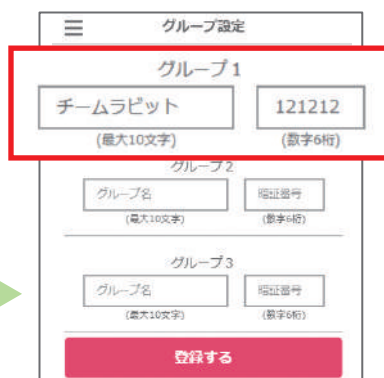 グループ設定
グループ1
チームラビット 121212
(最大10文字) (数字6桁)
グループ2
グループ名 暗証番号
(最大10文字) (数字6桁)
グループ3
グループ名 暗証番号
(最大10文字) (数字6桁)
登録する